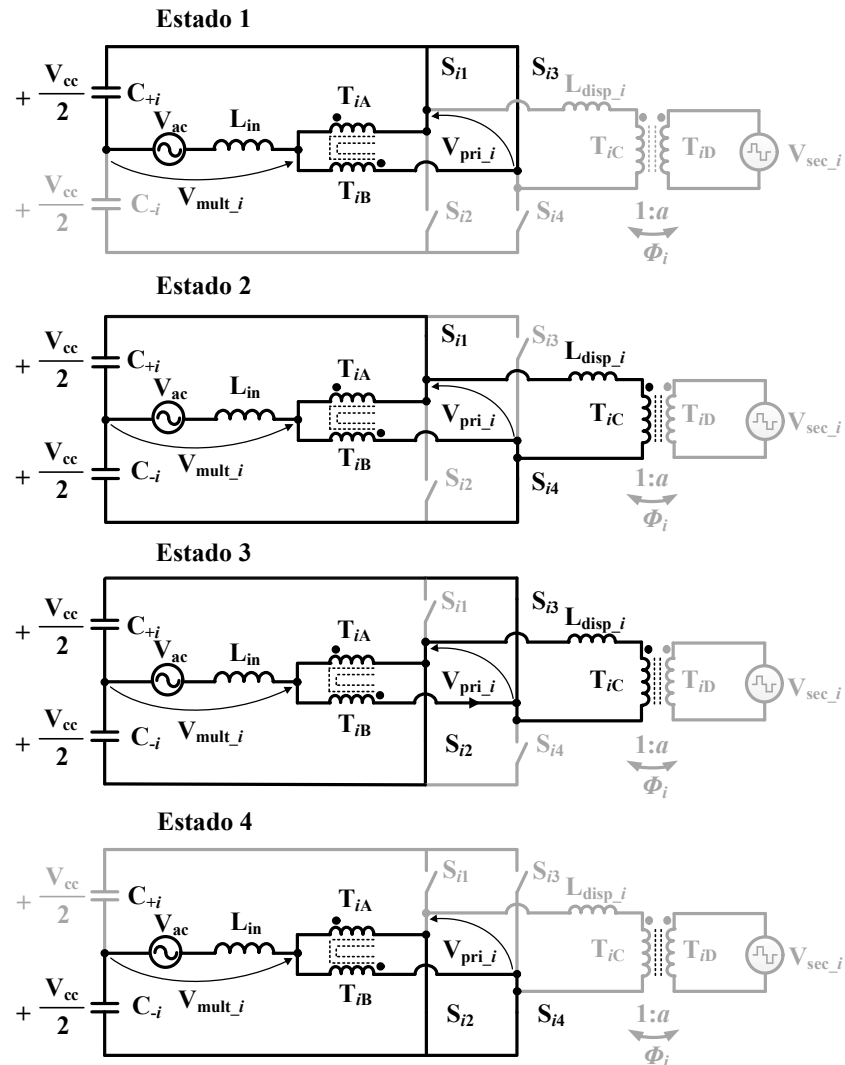 Estado 1
+ V_cc/2
C_+i
V_ac
L_in
T_iA
S_i1
S_i3
L_disp_i
V_pri_i
T_iC
T_iD
V_sec_i
T_iB
V_mult_i
+ V_cc/2
C_-i
S_i2
S_i4
1:a
Φ_i
Estado 2
+ V_cc/2
C_+i
V_ac
L_in
T_iA
S_i1
S_i3
L_disp_i
V_pri_i
T_iC
T_iD
V_sec_i
T_iB
V_mult_i
+ V_cc/2
C_-i
S_i2
S_i4
1:a
Φ_i
Estado 3
+ V_cc/2
C_+i
V_ac
L_in
T_iA
S_i1
S_i3
L_disp_i
V_pri_i
T_iC
T_iD
V_sec_i
T_iB
V_mult_i
+ V_cc/2
C_-i
S_i2
S_i4
1:a
Φ_i
Estado 4
+ V_cc/2
C_+i
V_ac
L_in
T_iA
S_i1
S_i3
L_disp_i
V_pri_i
T_iC
T_iD
V_sec_i
T_iB
V_mult_i
+ V_cc/2
C_-i
S_i2
S_i4
1:a
Φ_i